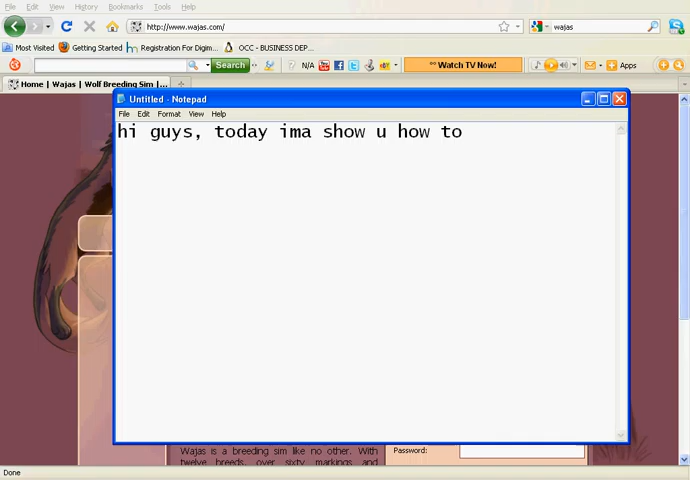 File Edit View History Bookmarks Tools Help
http://www.wajas.com/ wajas
Most Visited Getting Started Registration For Digim... OCC - BUSINESS DEP...
Search N/A You Tube Watch TV Now! Apps
Home | Wajas | Wolf Breeding Sim |...
Untitled - Notepad
File Edit Format View Help
hi guys, today ima show u how to
Wajas is a breeding sim like no other. With
twelve breeds, over sixty markings and
Password:
Done